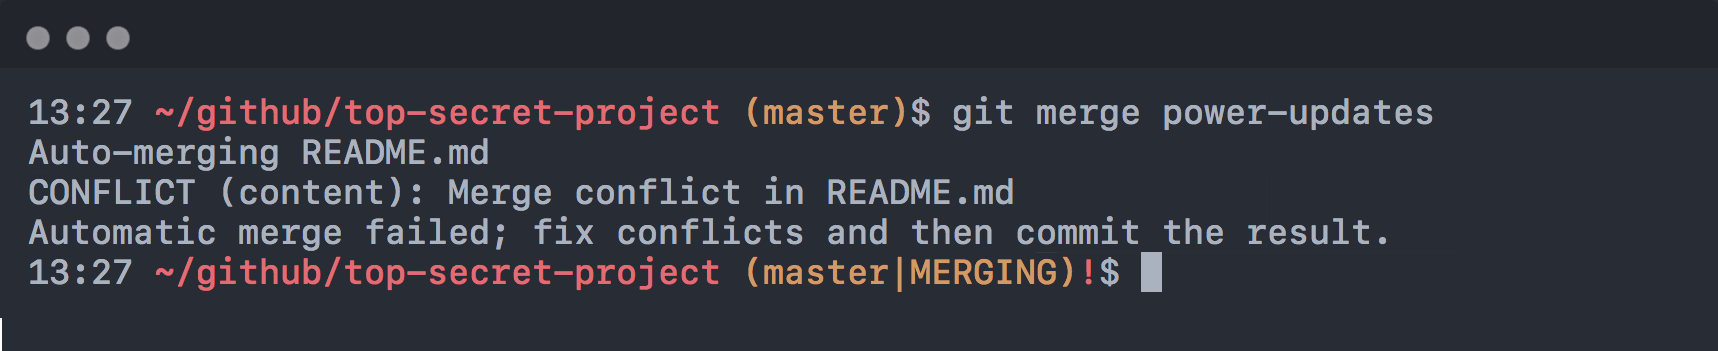 13:27 ~/github/top-secret-project (master)$ git merge power-updates
Auto-merging README.md
CONFLICT (content): Merge conflict in README.md
Automatic merge failed; fix conflicts and then commit the result.
13:27 ~/github/top-secret-project (master|MERGING)!$